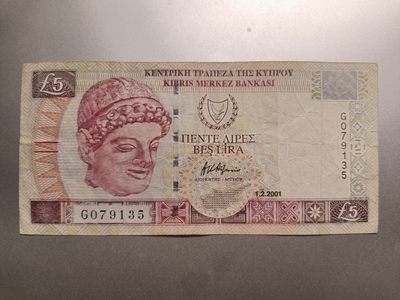 ΚΕΝΤΡΙΚΗ ΤΡΑΠΕΖΑ ΤΗΣ ΚΥΠΡΟΥ
KIBRIS MERKEZ BANKASI
£5
G079135
ΠΕΝΤΕ ΛΙΡΕΣ
BEŞ LİRA
1.2.2001
G079135
£5